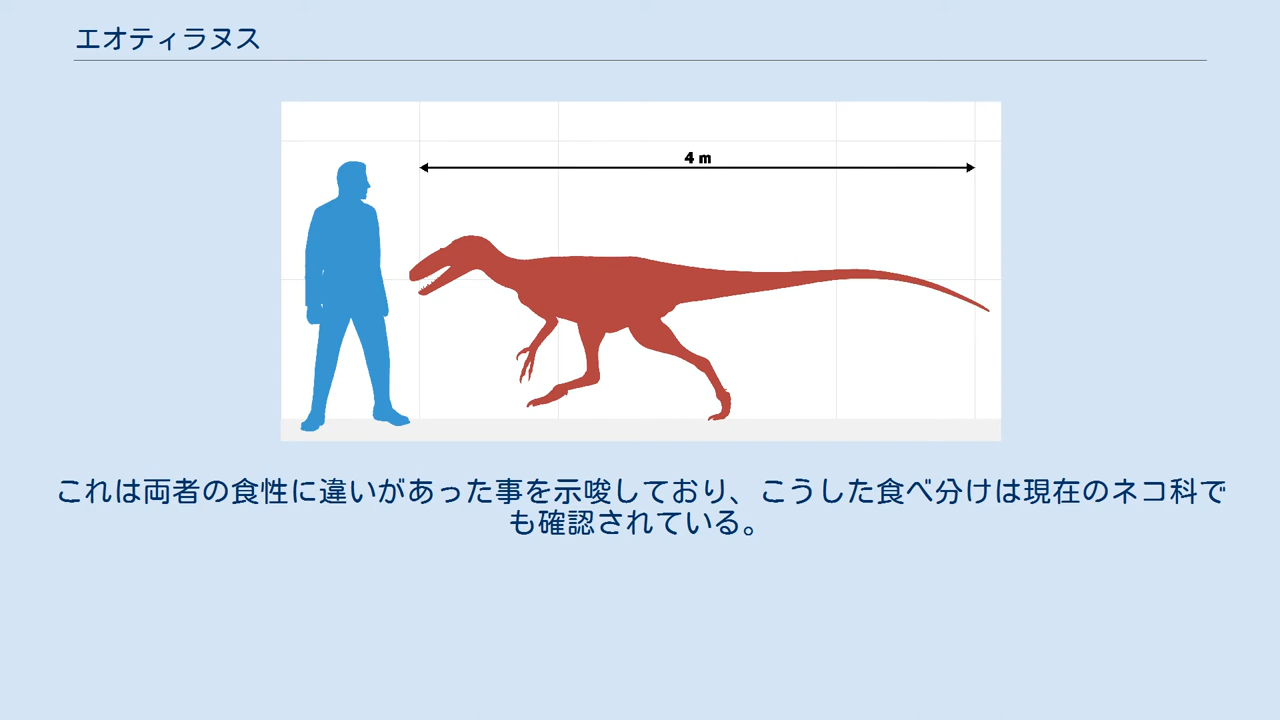 エオティラヌス
4 m
これは両者の食性に違いがあった事を示唆しており、こうした食べ分けは現在のネコ科で
も確認されている。